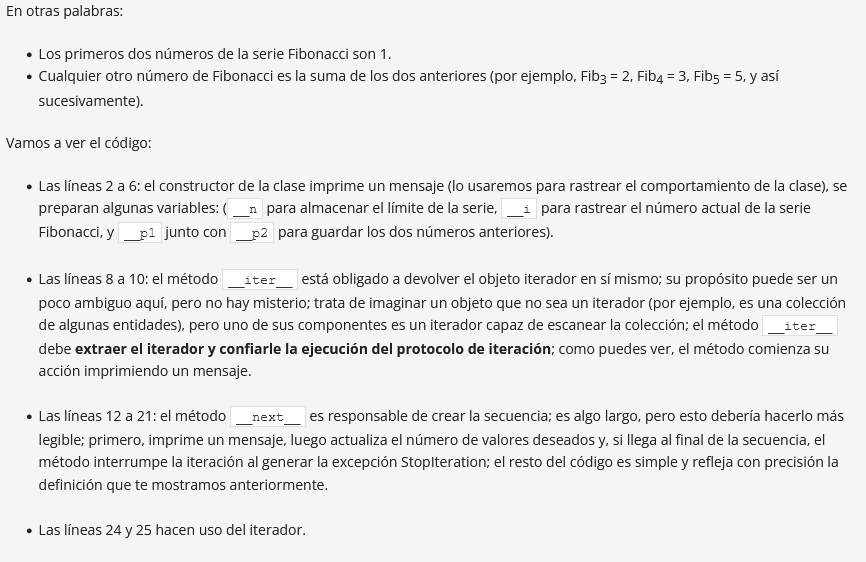 En otras palabras:
• Los primeros dos números de la serie Fibonacci son 1.
• Cualquier otro número de Fibonacci es la suma de los dos anteriores (por ejemplo, Fib3 = 2, Fib4 = 3, Fib5 = 5, y así
sucesivamente).
Vamos a ver el código:
• Las líneas 2 a 6: el constructor de la clase imprime un mensaje (lo usaremos para rastrear el comportamiento de la clase), se
preparan algunas variables: ( __n para almacenar el límite de la serie, __i para rastrear el número actual de la serie
Fibonacci, y __p1 junto con __p2 para guardar los dos números anteriores).
• Las líneas 8 a 10: el método __iter__ está obligado a devolver el objeto iterador en sí mismo; su propósito puede ser un
poco ambiguo aquí, pero no hay misterio; trata de imaginar un objeto que no sea un iterador (por ejemplo, es una colección
de algunas entidades), pero uno de sus componentes es un iterador capaz de escanear la colección; el método __iter__
debe extraer el iterador y confiarle la ejecución del protocolo de iteración; como puedes ver, el método comienza su
acción imprimiendo un mensaje.
• Las líneas 12 a 21: el método __next__ es responsable de crear la secuencia; es algo largo, pero esto debería hacerlo más
legible; primero, imprime un mensaje, luego actualiza el número de valores deseados y, si llega al final de la secuencia, el
método interrumpe la iteración al generar la excepción StopIteration; el resto del código es simple y refleja con precisión la
definición que te mostramos anteriormente.
• Las líneas 24 y 25 hacen uso del iterador.